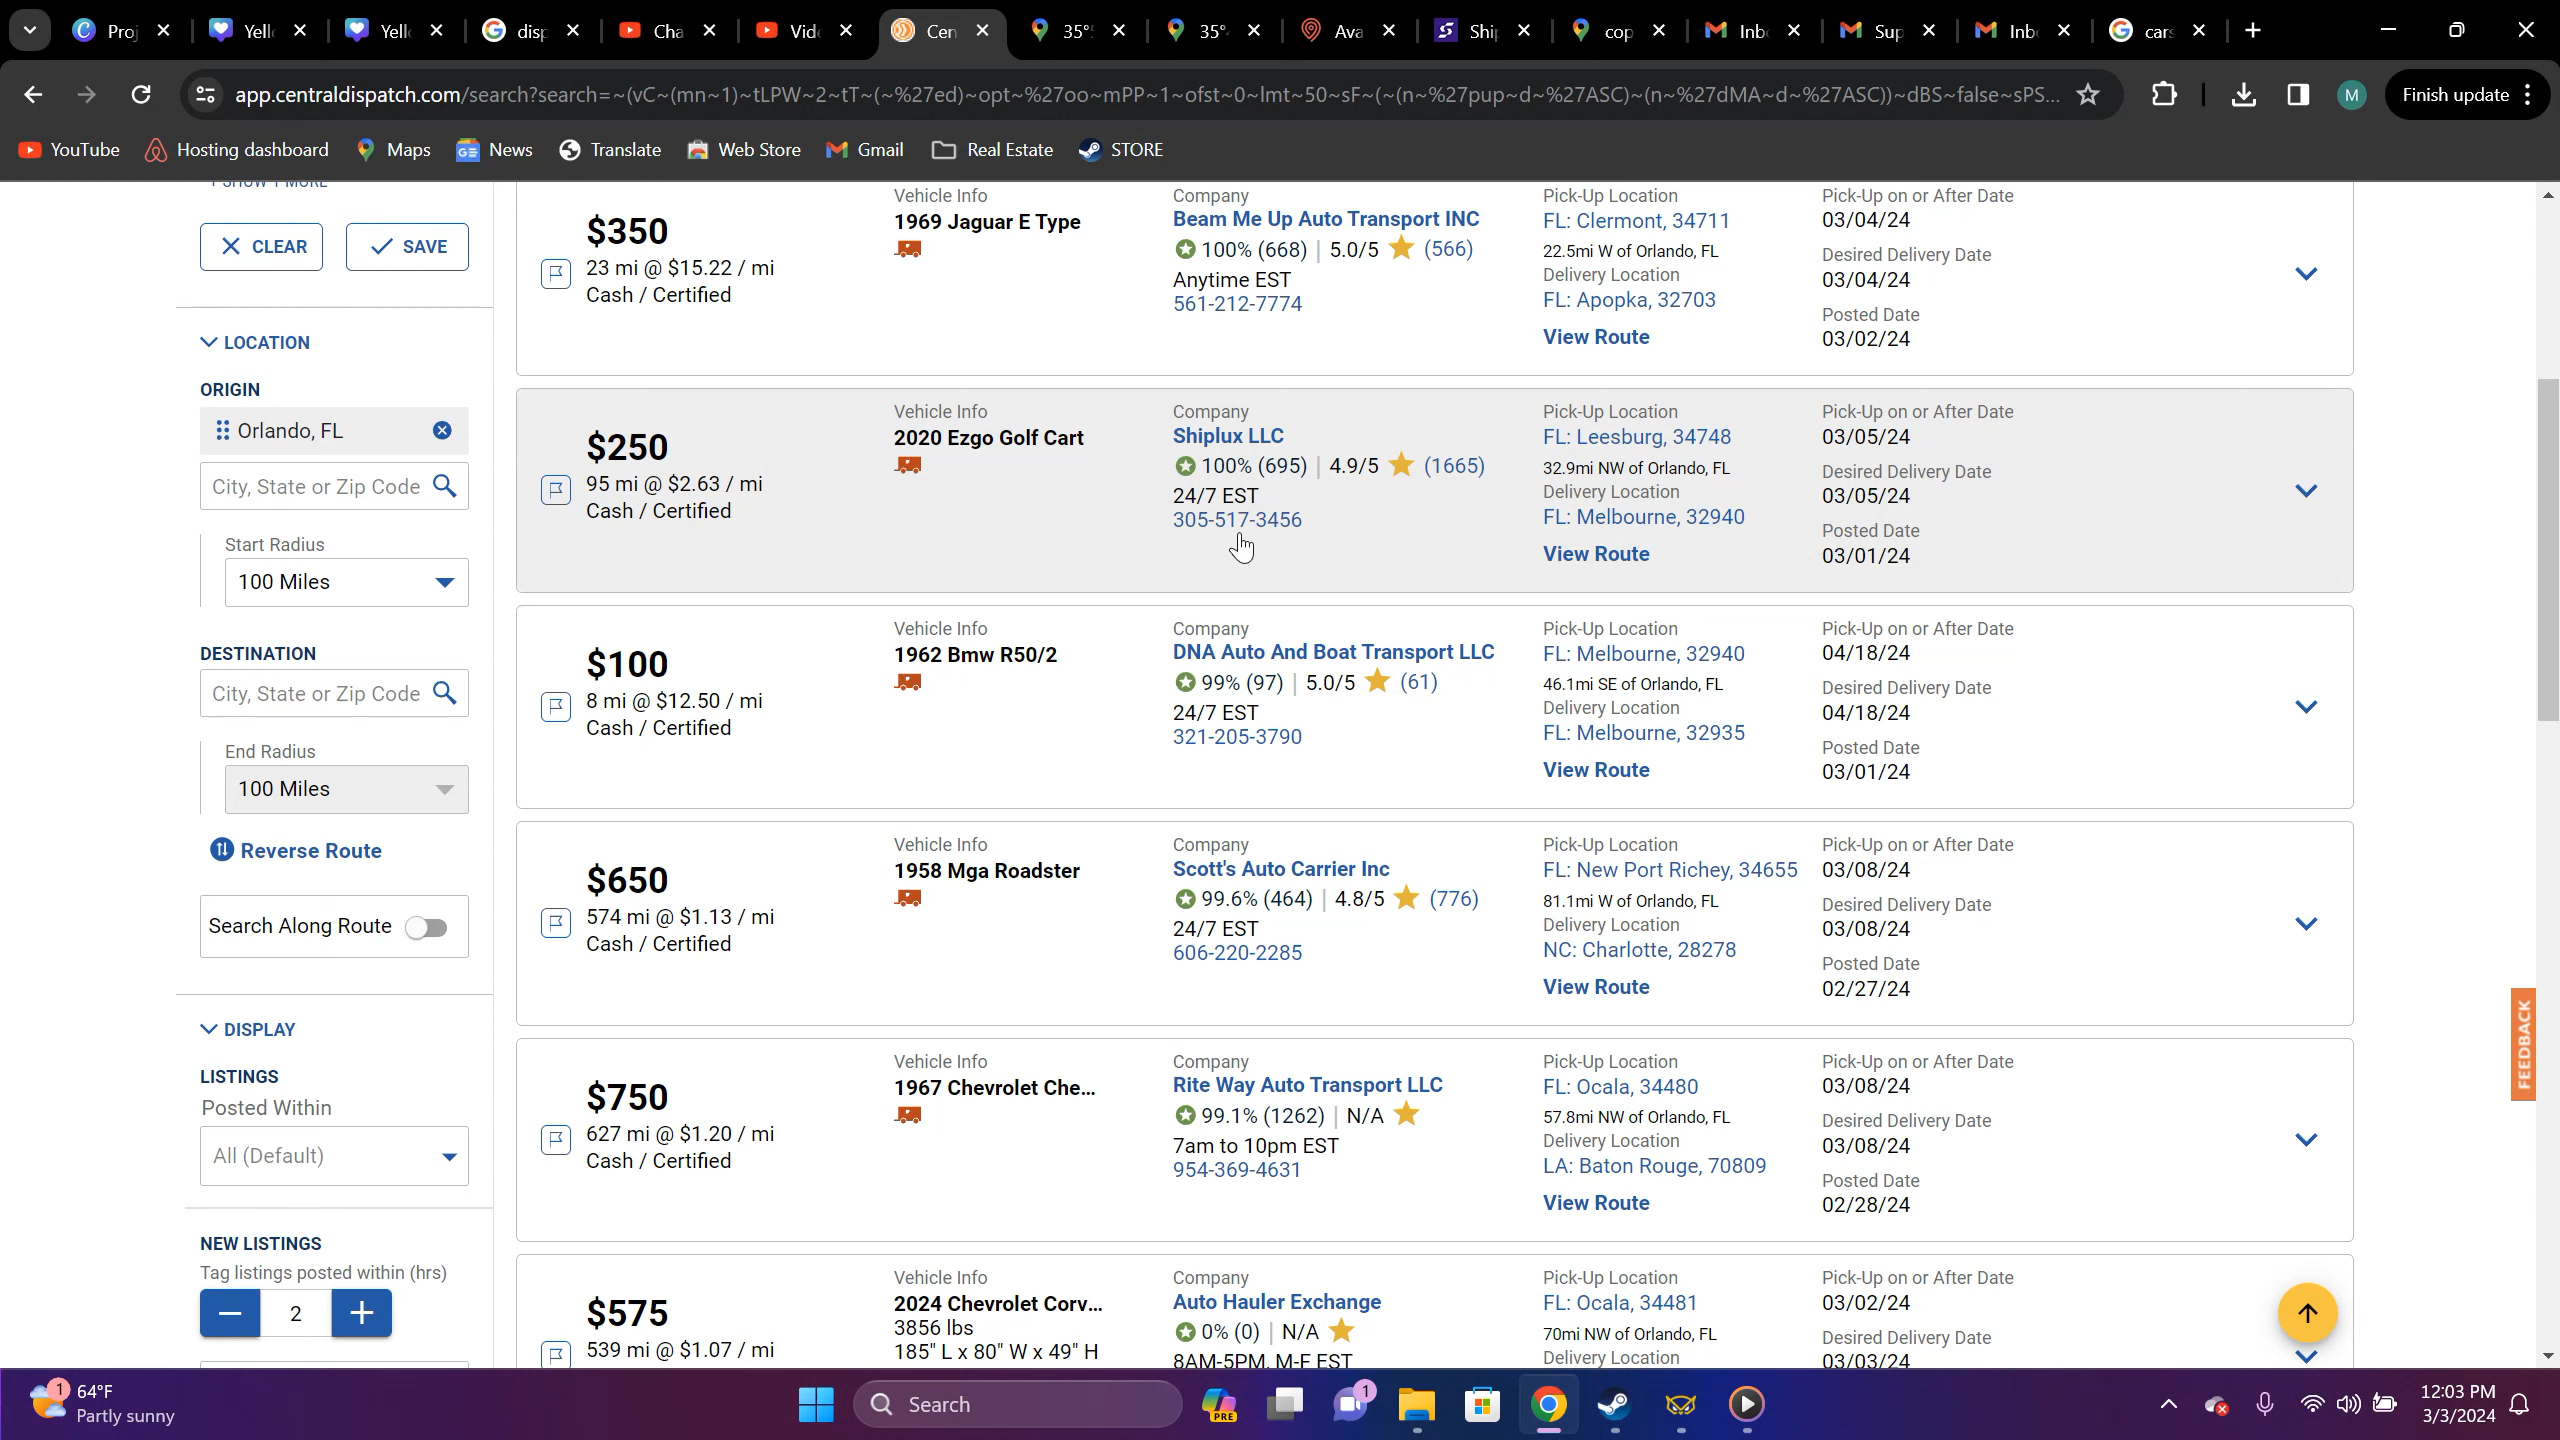 Proj
Yell
Yell
disp
Cha
Vid
Cen
35°
35°
Ava
Ship
cop
Inb
Sup
Inb
cars
app.centraldispatch.com/search?search=~(vC~(mn~1)~tLPW~2~tT~(~%27ed)~opt~%27oo~mPP~1~ofst~0~lmt~50~sF~(~(n~%27pup~d~%27ASC)~(n~%27dMA~d~%27ASC))~dBS~false~sPS...
M
Finish update
YouTube
Hosting dashboard
Maps
News
Translate
Web Store
Gmail
Real Estate
STORE
+ SHOW 1 MORE
CLEAR
SAVE
LOCATION
ORIGIN
Orlando, FL
City, State or Zip Code
Start Radius
100 Miles
DESTINATION
City, State or Zip Code
End Radius
100 Miles
Reverse Route
Search Along Route
DISPLAY
LISTINGS
Posted Within
All (Default)
NEW LISTINGS
Tag listings posted within (hrs)
2
$350
23 mi @ $15.22 / mi
Cash / Certified
Vehicle Info
1969 Jaguar E Type
Company
Beam Me Up Auto Transport INC
100% (668) | 5.0/5 (566)
Anytime EST
561-212-7774
Pick-Up Location
FL: Clermont, 34711
22.5mi W of Orlando, FL
Delivery Location
FL: Apopka, 32703
View Route
Pick-Up on or After Date
03/04/24
Desired Delivery Date
03/04/24
Posted Date
03/02/24
$250
95 mi @ $2.63 / mi
Cash / Certified
Vehicle Info
2020 Ezgo Golf Cart
Company
Shiplux LLC
100% (695) | 4.9/5 (1665)
24/7 EST
305-517-3456
Pick-Up Location
FL: Leesburg, 34748
32.9mi NW of Orlando, FL
Delivery Location
FL: Melbourne, 32940
View Route
Pick-Up on or After Date
03/05/24
Desired Delivery Date
03/05/24
Posted Date
03/01/24
$100
8 mi @ $12.50 / mi
Cash / Certified
Vehicle Info
1962 Bmw R50/2
Company
DNA Auto And Boat Transport LLC
99% (97) | 5.0/5 (61)
24/7 EST
321-205-3790
Pick-Up Location
FL: Melbourne, 32940
46.1mi SE of Orlando, FL
Delivery Location
FL: Melbourne, 32935
View Route
Pick-Up on or After Date
04/18/24
Desired Delivery Date
04/18/24
Posted Date
03/01/24
$650
574 mi @ $1.13 / mi
Cash / Certified
Vehicle Info
1958 Mga Roadster
Company
Scott's Auto Carrier Inc
99.6% (464) | 4.8/5 (776)
24/7 EST
606-220-2285
Pick-Up Location
FL: New Port Richey, 34655
81.1mi W of Orlando, FL
Delivery Location
NC: Charlotte, 28278
View Route
Pick-Up on or After Date
03/08/24
Desired Delivery Date
03/08/24
Posted Date
02/27/24
$750
627 mi @ $1.20 / mi
Cash / Certified
Vehicle Info
1967 Chevrolet Che...
Company
Rite Way Auto Transport LLC
99.1% (1262) | N/A
7am to 10pm EST
954-369-4631
Pick-Up Location
FL: Ocala, 34480
57.8mi NW of Orlando, FL
Delivery Location
LA: Baton Rouge, 70809
View Route
Pick-Up on or After Date
03/08/24
Desired Delivery Date
03/08/24
Posted Date
02/28/24
$575
539 mi @ $1.07 / mi
Vehicle Info
2024 Chevrolet Corv...
3856 lbs
185" L x 80" W x 49" H
Company
Auto Hauler Exchange
0% (0) | N/A
8AM-5PM, M-F EST
Pick-Up Location
FL: Ocala, 34481
70mi NW of Orlando, FL
Delivery Location
Pick-Up on or After Date
03/02/24
Desired Delivery Date
03/03/24
FEEDBACK
1
64°F
Partly sunny
Search
PRE
1
12:03 PM
3/3/2024